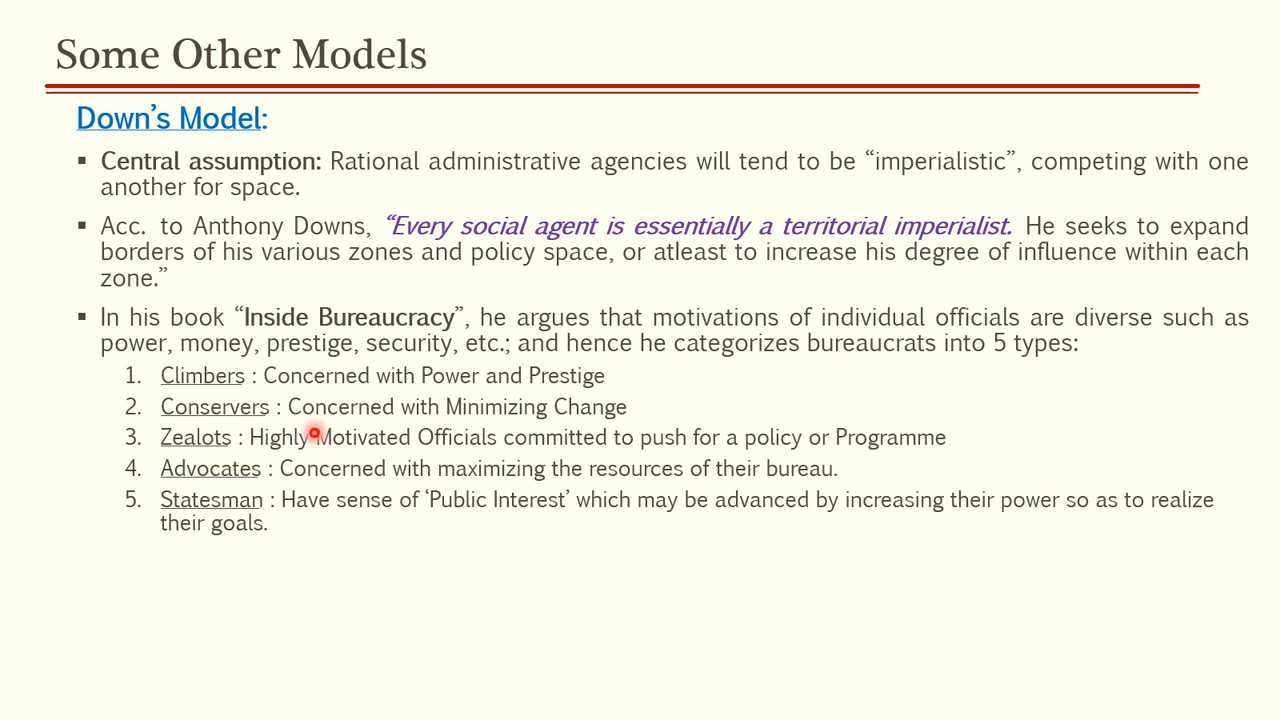 Some Other Models
Down’s Model:
▪ Central assumption: Rational administrative agencies will tend to be “imperialistic”, competing with one
another for space.
▪ Acc. to Anthony Downs, “Every social agent is essentially a territorial imperialist. He seeks to expand
borders of his various zones and policy space, or atleast to increase his degree of influence within each
zone.”
▪ In his book “Inside Bureaucracy”, he argues that motivations of individual officials are diverse such as
power, money, prestige, security, etc.; and hence he categorizes bureaucrats into 5 types:
1. Climbers : Concerned with Power and Prestige
2. Conservers : Concerned with Minimizing Change
3. Zealots : Highly Motivated Officials committed to push for a policy or Programme
4. Advocates : Concerned with maximizing the resources of their bureau.
5. Statesman : Have sense of ‘Public Interest’ which may be advanced by increasing their power so as to realize
their goals.